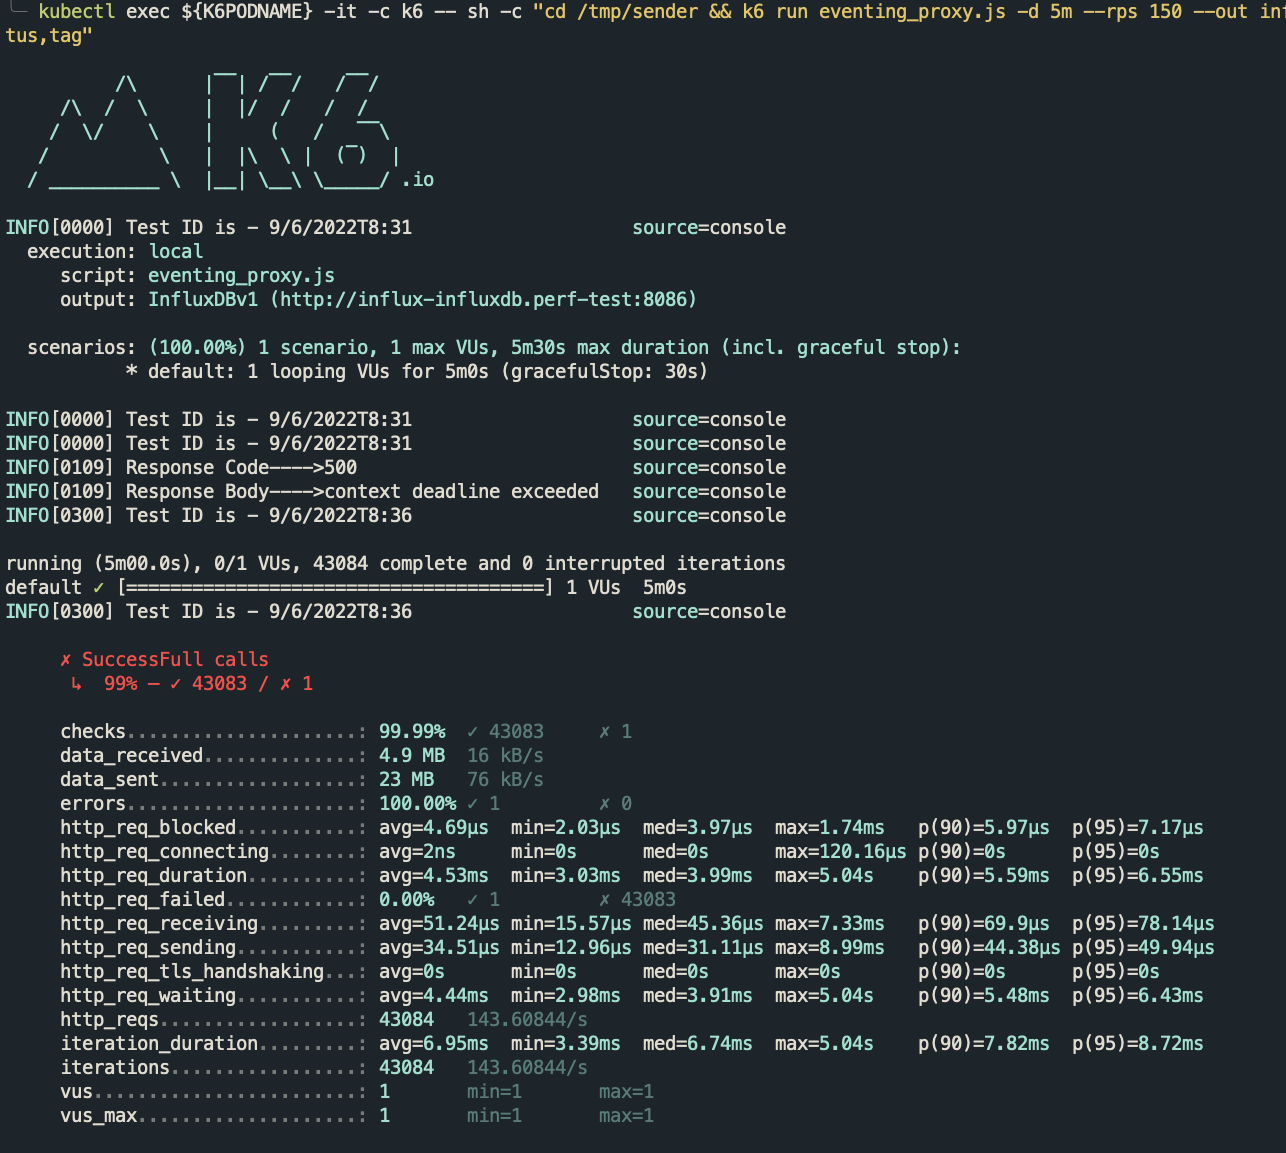 kubectl exec ${K6PODNAME} -it -c k6 -- sh -c "cd /tmp/sender && k6 run eventing_proxy.js -d 5m --rps 150 --out inf
tus,tag"
.io
INFO[0000] Test ID is - 9/6/2022T8:31 source=console
execution: local
script: eventing_proxy.js
output: InfluxDBv1 (http://influx-influxdb.perf-test:8086)
scenarios: (100.00%) 1 scenario, 1 max VUs, 5m30s max duration (incl. graceful stop):
* default: 1 looping VUs for 5m0s (gracefulStop: 30s)
INFO[0000] Test ID is - 9/6/2022T8:31 source=console
INFO[0000] Test ID is - 9/6/2022T8:31 source=console
INFO[0109] Response Code---->500 source=console
INFO[0109] Response Body---->context deadline exceeded source=console
INFO[0300] Test ID is - 9/6/2022T8:36 source=console
running (5m00.0s), 0/1 VUs, 43084 complete and 0 interrupted iterations
default ✓ [======================================] 1 VUs 5m0s
INFO[0300] Test ID is - 9/6/2022T8:36 source=console
✗ SuccessFull calls
↳ 99% — ✓ 43083 / ✗ 1
checks.....................: 99.99% ✓ 43083 ✗ 1
data_received..............: 4.9 MB 16 kB/s
data_sent..................: 23 MB 76 kB/s
errors.....................: 100.00% ✓ 1 ✗ 0
http_req_blocked...........: avg=4.69µs min=2.03µs med=3.97µs max=1.74ms p(90)=5.97µs p(95)=7.17µs
http_req_connecting........: avg=2ns min=0s med=0s max=120.16µs p(90)=0s p(95)=0s
http_req_duration..........: avg=4.53ms min=3.03ms med=3.99ms max=5.04s p(90)=5.59ms p(95)=6.55ms
http_req_failed............: 0.00% ✓ 1 ✗ 43083
http_req_receiving.........: avg=51.24µs min=15.57µs med=45.36µs max=7.33ms p(90)=69.9µs p(95)=78.14µs
http_req_sending...........: avg=34.51µs min=12.96µs med=31.11µs max=8.99ms p(90)=44.38µs p(95)=49.94µs
http_req_tls_handshaking...: avg=0s min=0s med=0s max=0s p(90)=0s p(95)=0s
http_req_waiting...........: avg=4.44ms min=2.98ms med=3.91ms max=5.04s p(90)=5.48ms p(95)=6.43ms
http_reqs..................: 43084 143.60844/s
iteration_duration.........: avg=6.95ms min=3.39ms med=6.74ms max=5.04s p(90)=7.82ms p(95)=8.72ms
iterations.................: 43084 143.60844/s
vus........................: 1 min=1 max=1
vus_max....................: 1 min=1 max=1